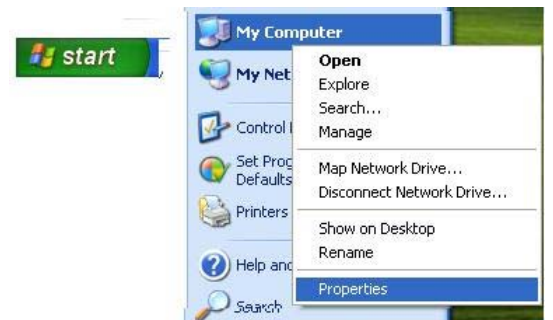 start
My Computer
My Net
Control
Set Prog
Defaults
Printers
Help and
Search
Open
Explore
Search...
Manage
Map Network Drive...
Disconnect Network Drive...
Show on Desktop
Rename
Properties